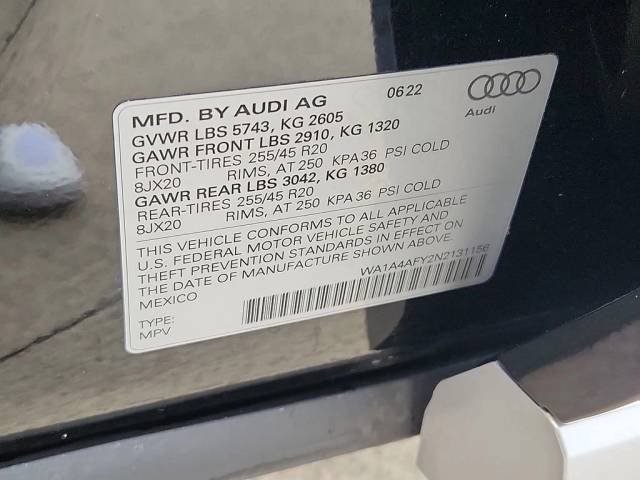 MFD. BY AUDI AG 0622
Audi
GVWR LBS 5743, KG 2605
GAWR FRONT LBS 2910, KG 1320
FRONT-TIRES 255/45 R20
8JX20 RIMS, AT 250 KPA 36 PSI COLD
GAWR REAR LBS 3042, KG 1380
REAR-TIRES 255/45 R20
8JX20 RIMS, AT 250 KPA 36 PSI COLD
THIS VEHICLE CONFORMS TO ALL APPLICABLE
U.S. FEDERAL MOTOR VEHICLE SAFETY AND
THEFT PREVENTION STANDARDS IN EFFECT ON
THE DATE OF MANUFACTURE SHOWN ABOVE.
MEXICO
WA1A4AFY2N2131156
TYPE:
MPV